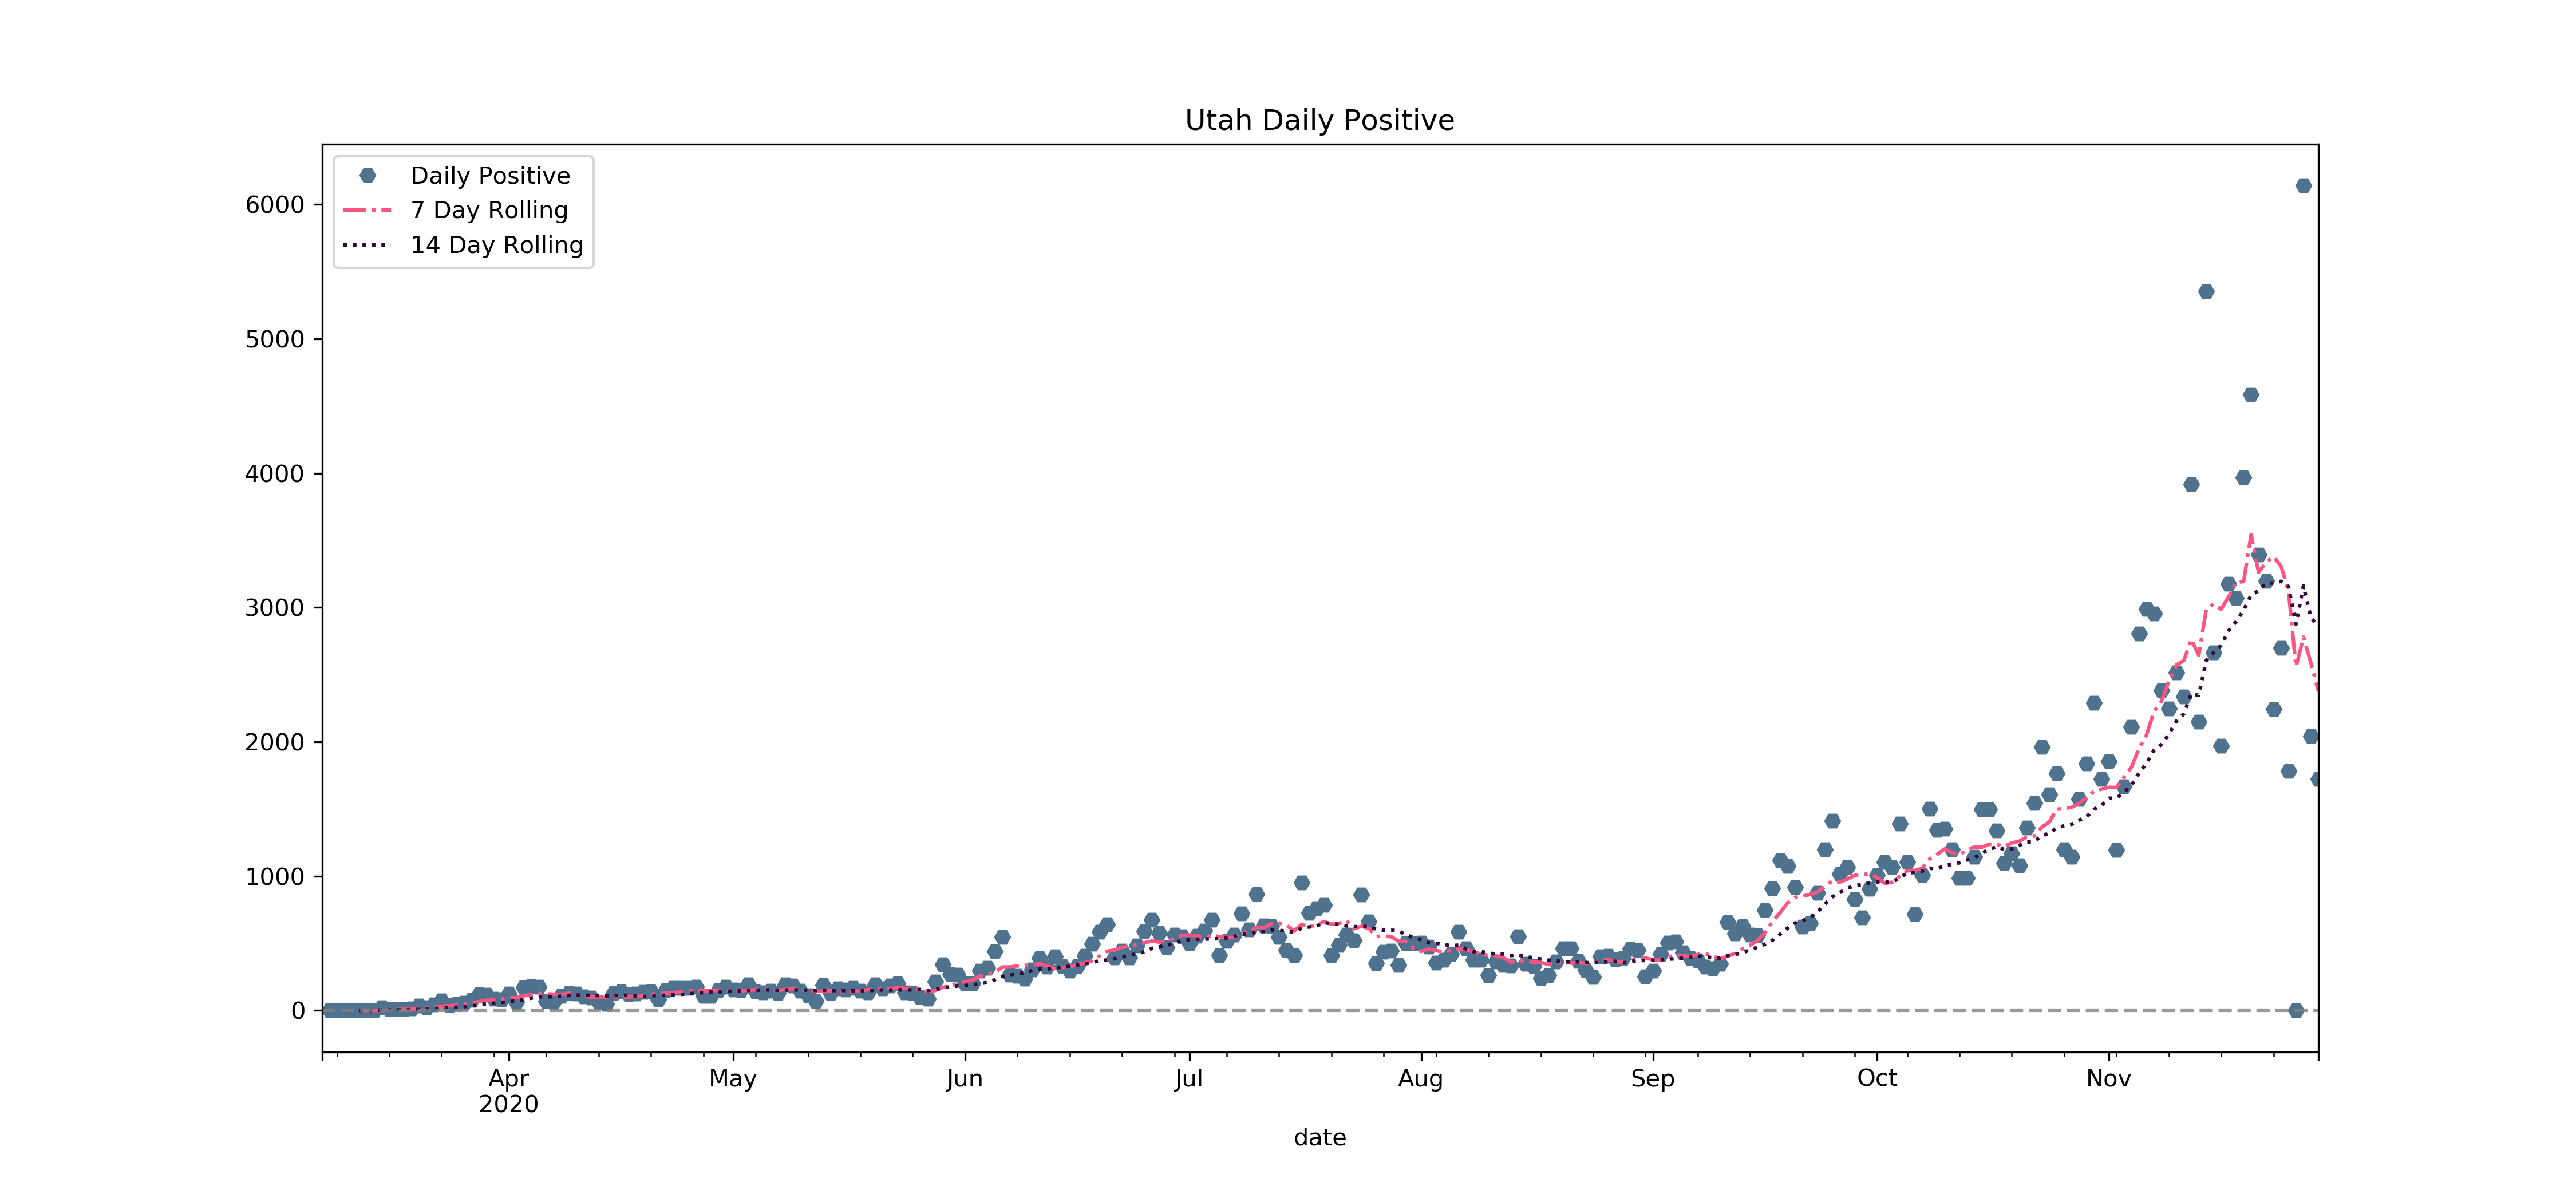 Utah Daily Positive
Daily Positive
7 Day Rolling
14 Day Rolling
6000
5000
4000
3000
2000
1000
0
Apr May Jun Jul Aug Sep Oct Nov
2020
date